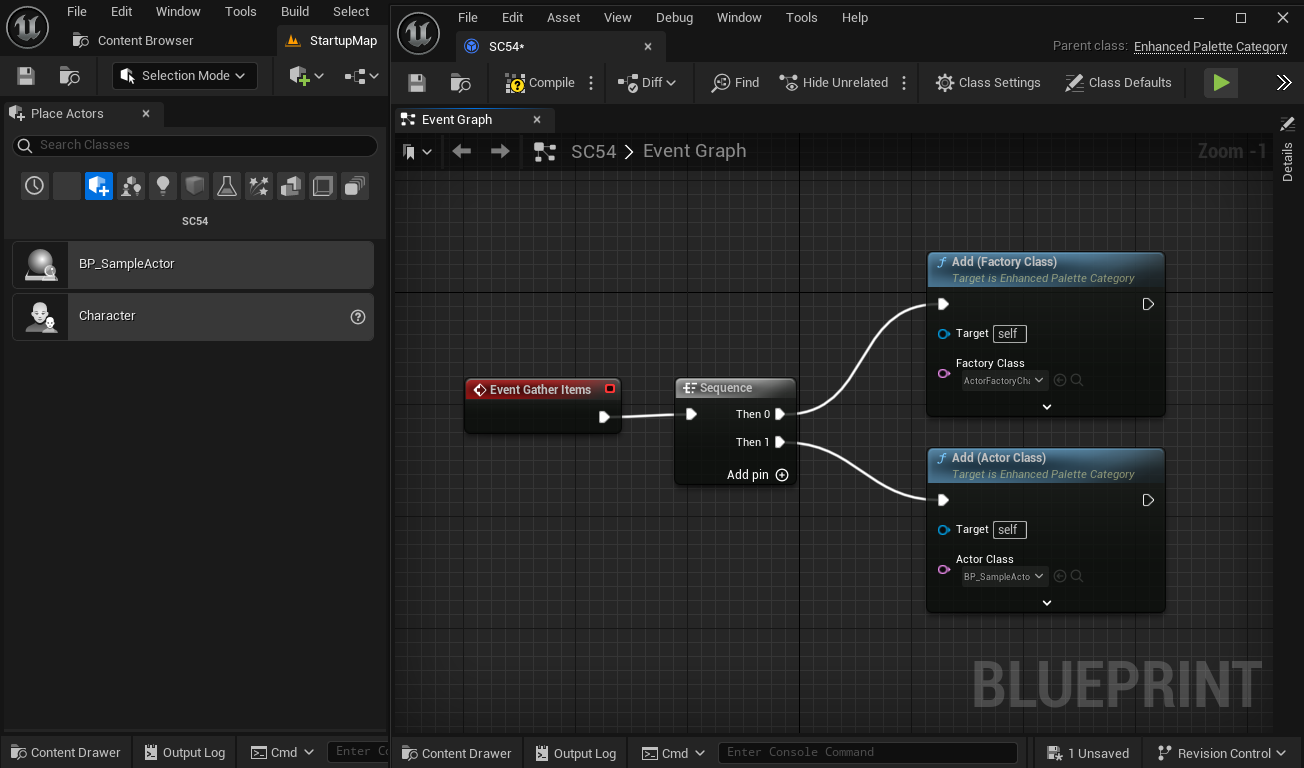 File Edit Window Tools Build Select
Content Browser
StartupMap
Selection Mode
Place Actors
Search Classes
SC54
BP_SampleActor
Character
Content Drawer
Output Log
Cmd
File Edit Asset View Debug Window Tools Help
SC54*
Parent class: Enhanced Palette Category
Compile
Diff
Find
Hide Unrelated
Class Settings
Class Defaults
Event Graph
SC54 > Event Graph
Zoom -1
Details
Add (Factory Class)
Target is Enhanced Palette Category
Target self
Factory Class
ActorFactoryCha
Event Gather Items
Sequence
Then 0
Then 1
Add pin
Add (Actor Class)
Target is Enhanced Palette Category
Target self
Actor Class
BP_SampleActo
BLUEPRINT
Content Drawer
Output Log
Cmd
Enter Console Command
1 Unsaved
Revision Control